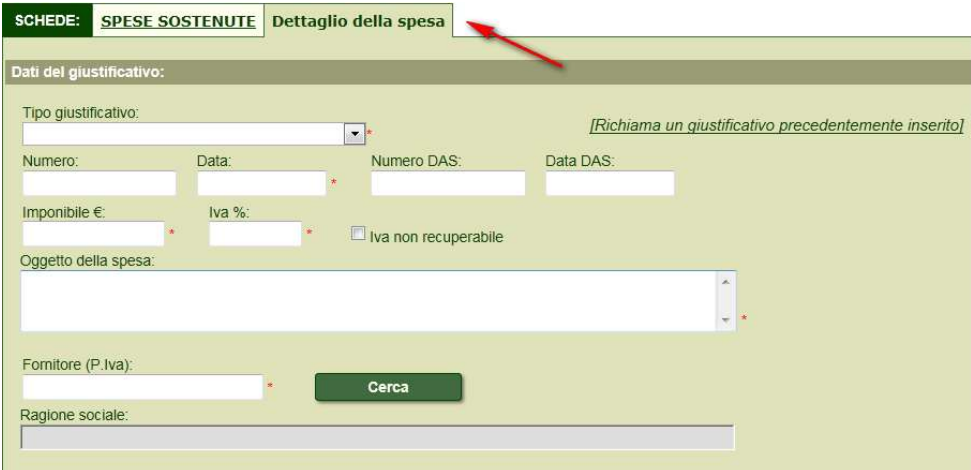 SCHEDE: SPESE SOSTENUTE Dettaglio della spesa
Dati del giustificativo:
Tipo giustificativo:
* [Richiama un giustificativo precedentemente inserito]
Numero: Data: Numero DAS: Data DAS:
*
Imponibile €: Iva %:
* * Iva non recuperabile
Oggetto della spesa:
*
Fornitore (P.Iva):
* Cerca
Ragione sociale: